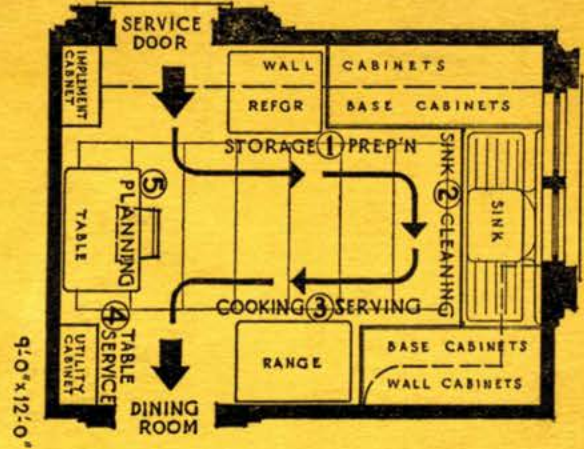 SERVICE
DOOR
IMPLEMENT
CABNET
WALL CABINETS
REFGR BASE CABINETS
STORAGE 1 PREP'N
SINK 2 CLEANING
SINK
5 PLANNING
TABLE
COOKING 3 SERVING
4 TABLE
SERVICE
UTILITY
CABINET
RANGE
BASE CABINETS
WALL CABINETS
DINING
ROOM
9'-0" x 12'-0"